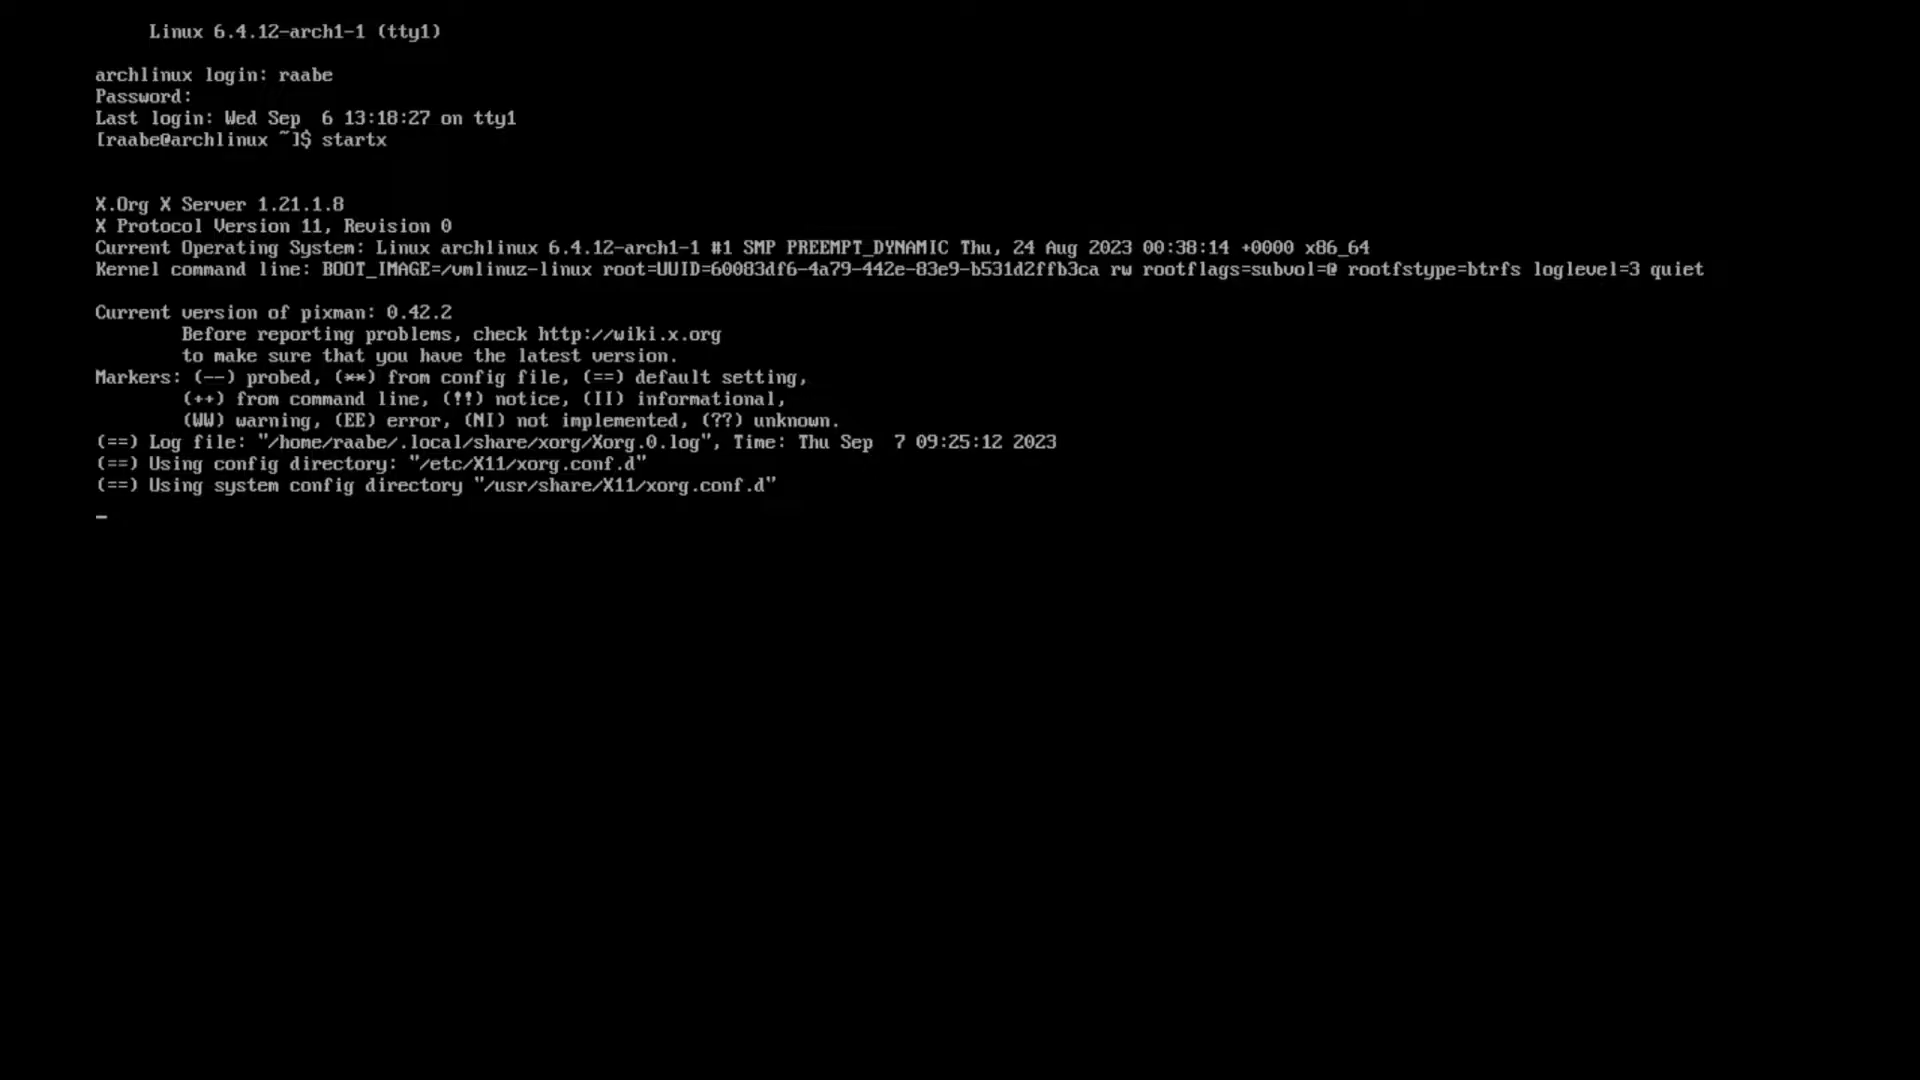 Linux 6.4.12-arch1-1 (tty1)
archlinux login: raabe
Password:
Last login: Wed Sep  6 13:18:27 on tty1
[raabe@archlinux ~]$ startx
X.Org X Server 1.21.1.8
X Protocol Version 11, Revision 0
Current Operating System: Linux archlinux 6.4.12-arch1-1 #1 SMP PREEMPT_DYNAMIC Thu, 24 Aug 2023 00:38:14 +0000 x86_64
Kernel command line: BOOT_IMAGE=/vmlinuz-linux root=UUID=60083df6-4a79-442e-83e9-b531d2ffb3ca rw rootflags=subvol=@ rootfstype=btrfs loglevel=3 quiet
Current version of pixman: 0.42.2
Before reporting problems, check http://wiki.x.org
to make sure that you have the latest version.
Markers: (--) probed, (**) from config file, (==) default setting,
(++) from command line, (!!) notice, (II) informational,
(WW) warning, (EE) error, (NI) not implemented, (??) unknown.
(==) Log file: "/home/raabe/.local/share/xorg/Xorg.0.log", Time: Thu Sep  7 09:25:12 2023
(==) Using config directory: "/etc/X11/xorg.conf.d"
(==) Using system config directory "/usr/share/X11/xorg.conf.d"